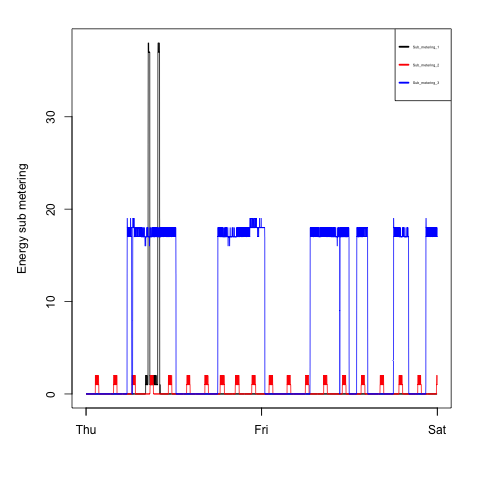 Sub_metering_1
Sub_metering_2
Sub_metering_3
Energy sub metering
30
20
10
0
Thu Fri Sat